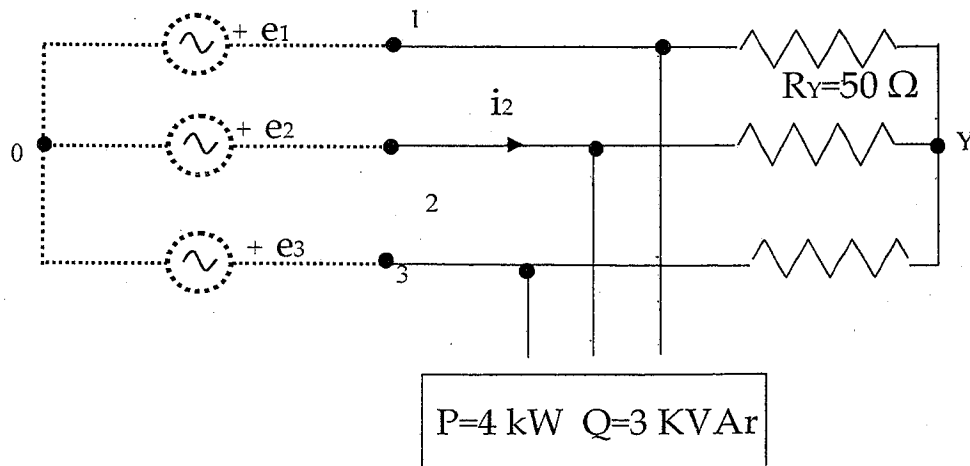 1
+ e1
RY=50 Ω
i2
+ e2
0
Y
2
+ e3
3
P=4 kW Q=3 KVAr